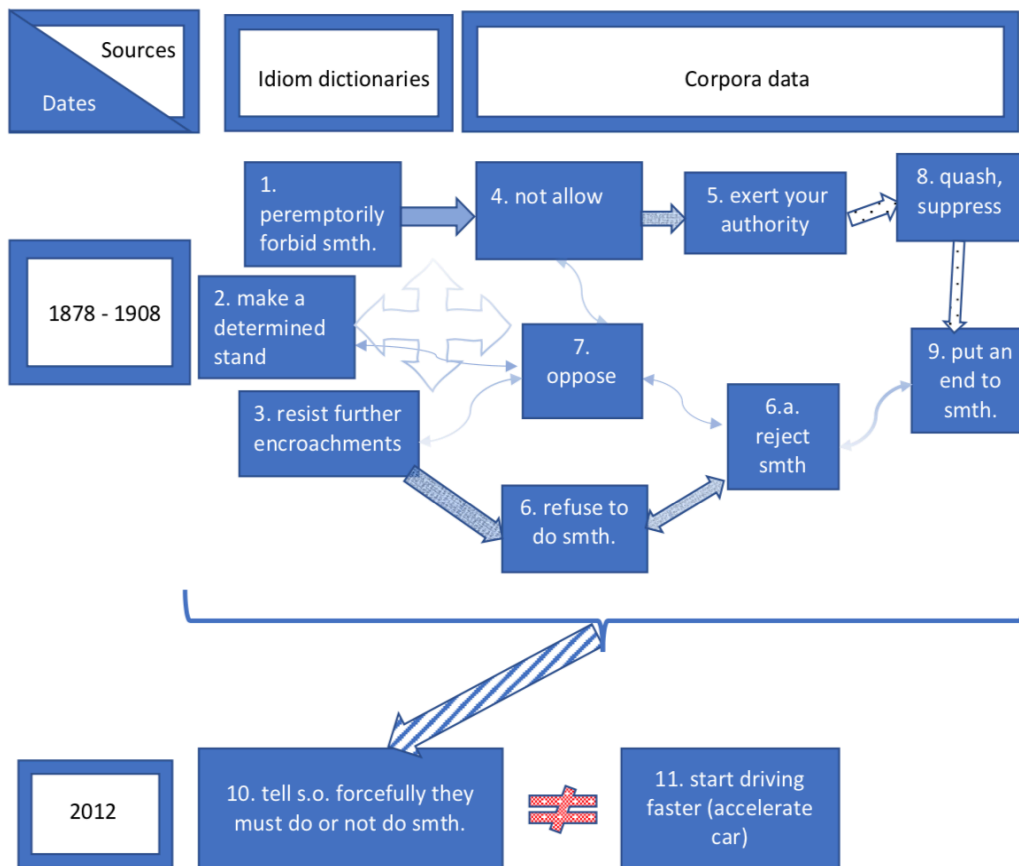 Sources
Dates
Idiom dictionaries
Corpora data
1878 - 1908
1.
peremptorily
forbid smth.
4. not allow
5. exert your
authority
8. quash,
suppress
2. make a
determined
stand
7.
oppose
9. put an
end to
smth.
3. resist further
encroachments
6.a.
reject
smth
6. refuse to
do smth.
2012
10. tell s.o. forcefully they
must do or not do smth.
≠
11. start driving
faster (accelerate
car)